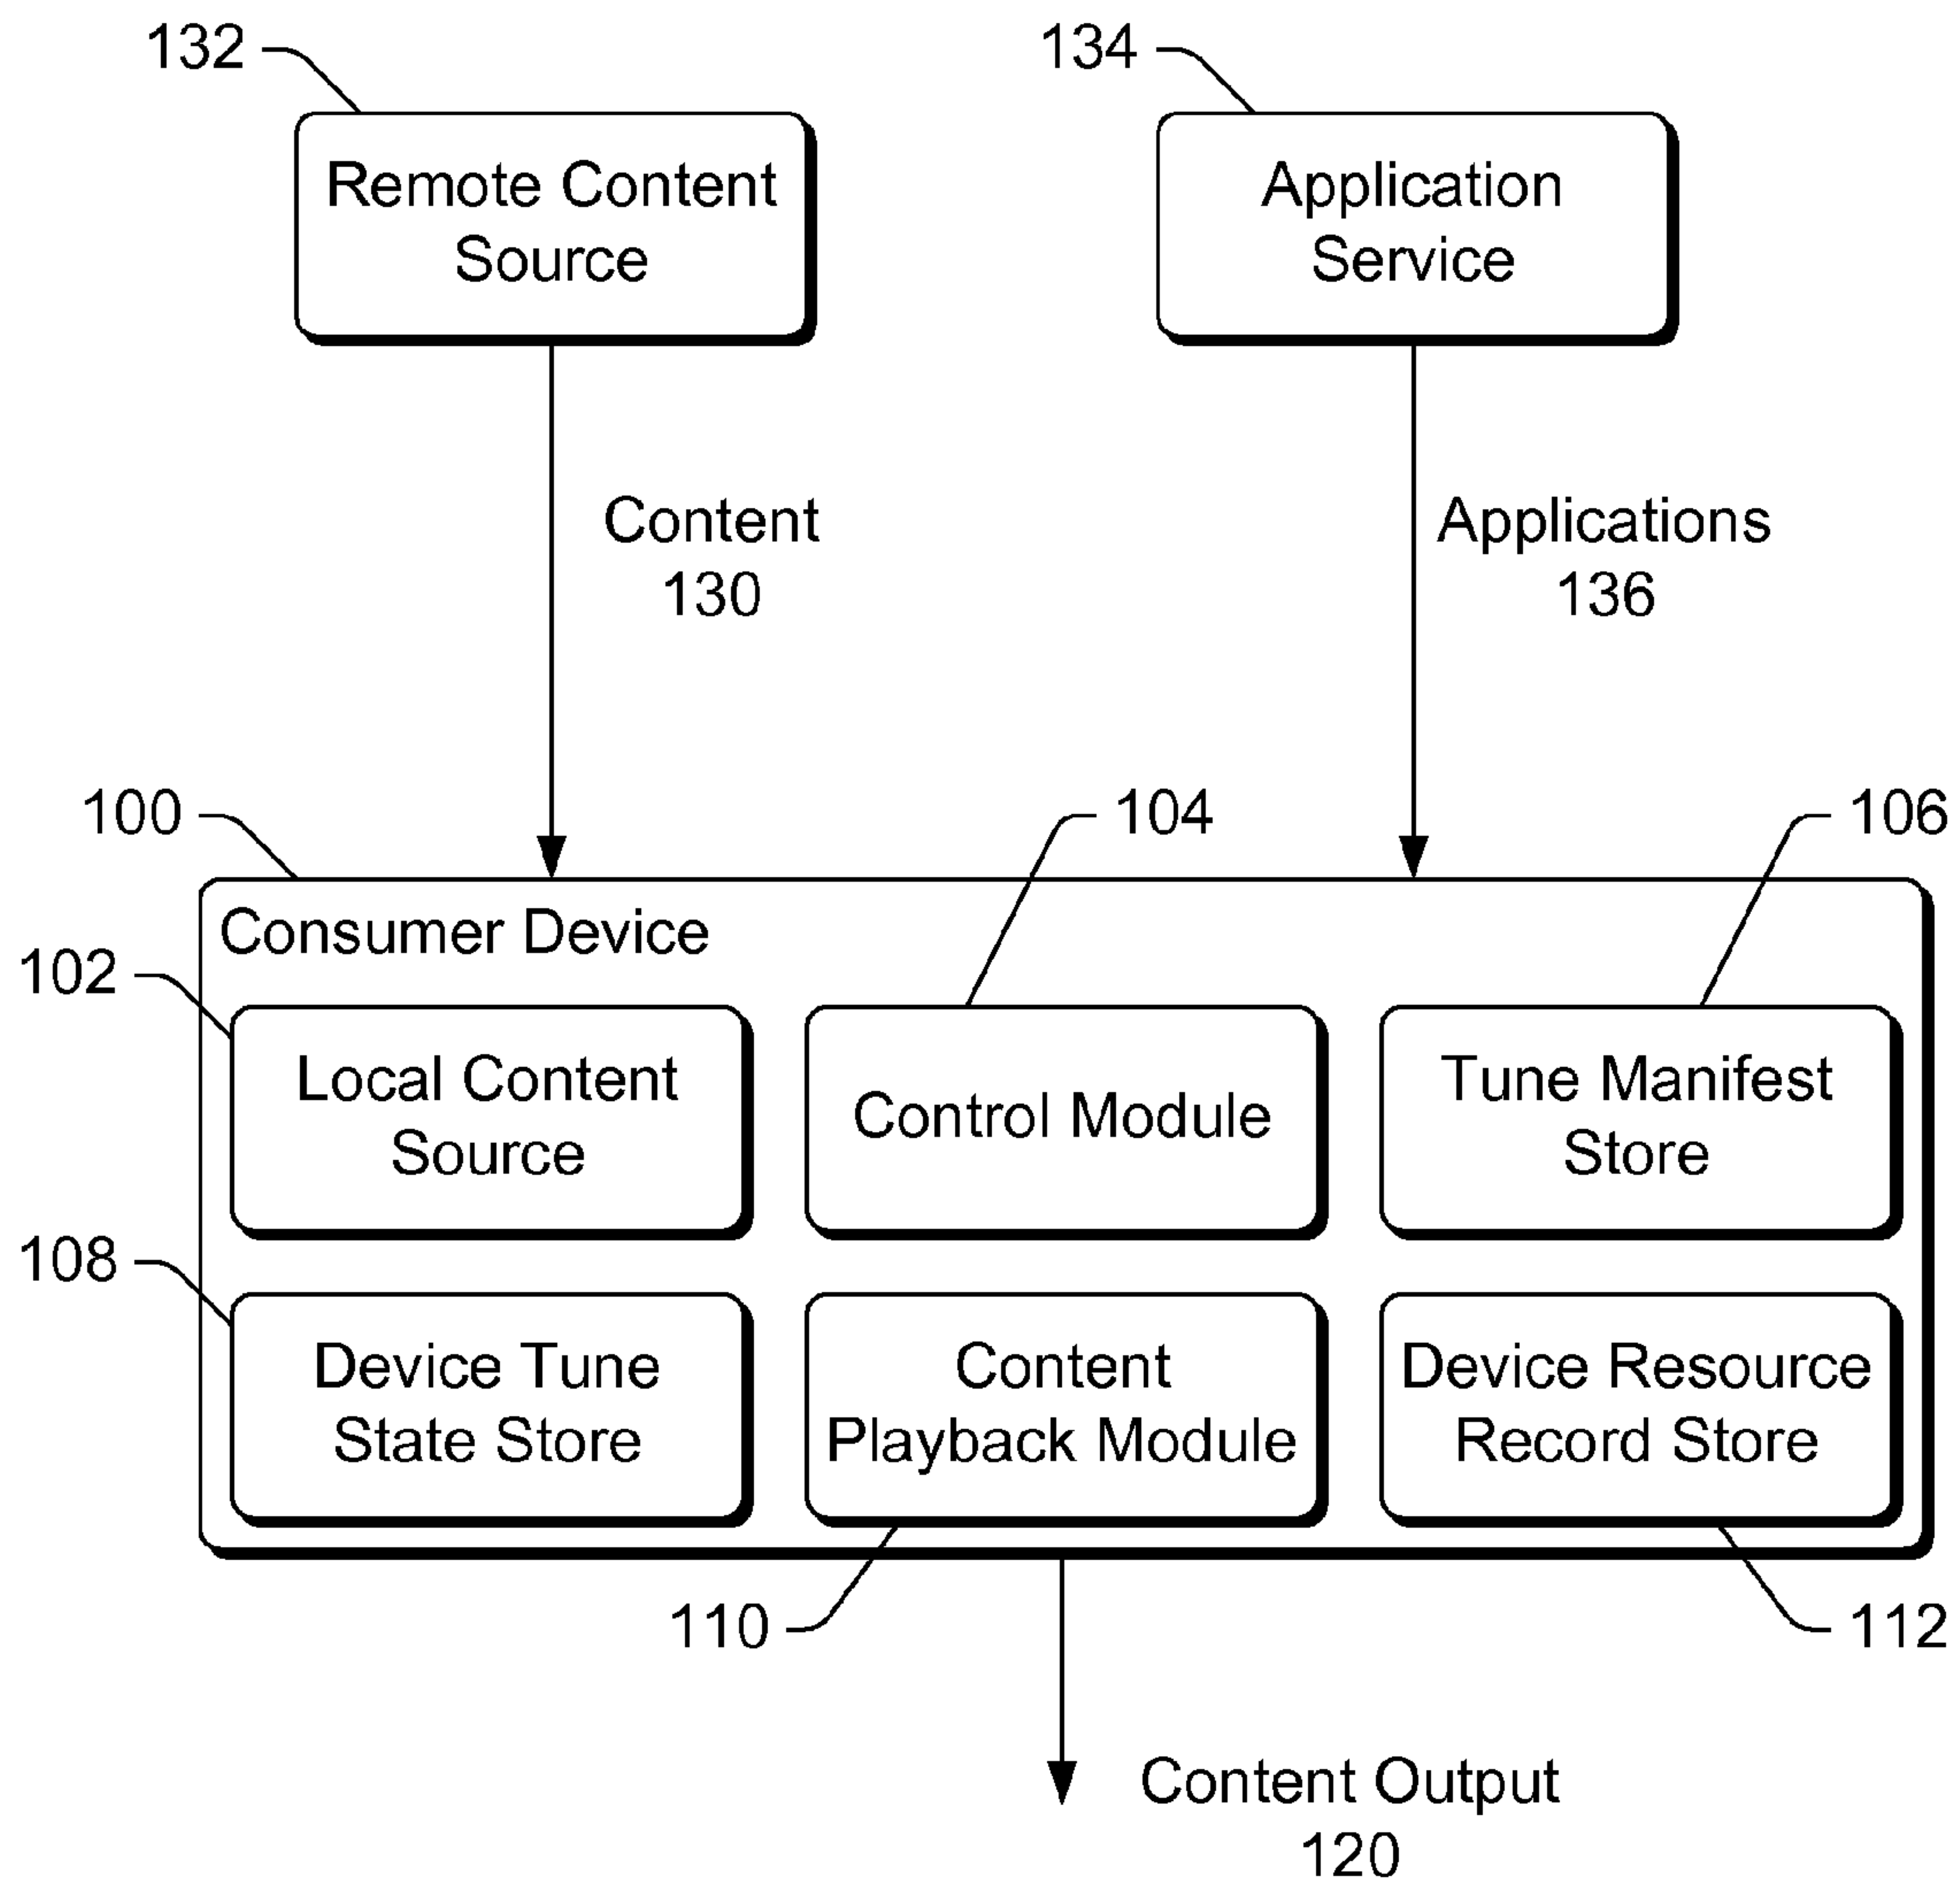 132
134
Remote Content
Source
Application
Service
Content
130
Applications
136
100
104
106
Consumer Device
102
Local Content
Source
Control Module
Tune Manifest
Store
108
Device Tune
State Store
Content
Playback Module
Device Resource
Record Store
110
112
Content Output
120